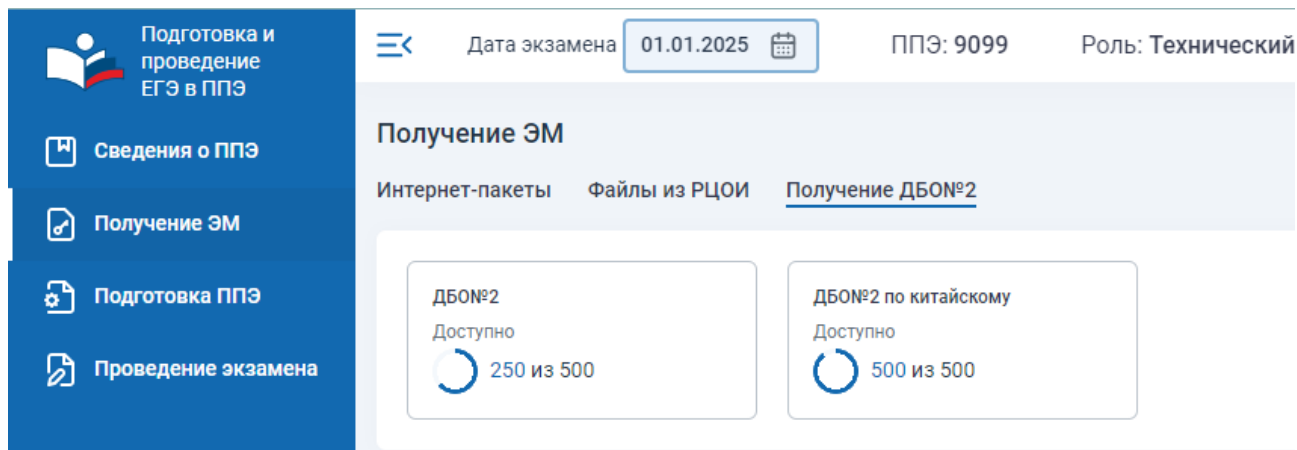 Подготовка и
проведение
ЕГЭ в ППЭ
Дата экзамена 01.01.2025 ППЭ: 9099 Роль: Технический
Сведения о ППЭ
Получение ЭМ
Подготовка ППЭ
Проведение экзамена
Получение ЭМ
Интернет-пакеты Файлы из РЦОИ Получение ДБО№2
ДБО№2
Доступно
250 из 500
ДБО№2 по китайскому
Доступно
500 из 500